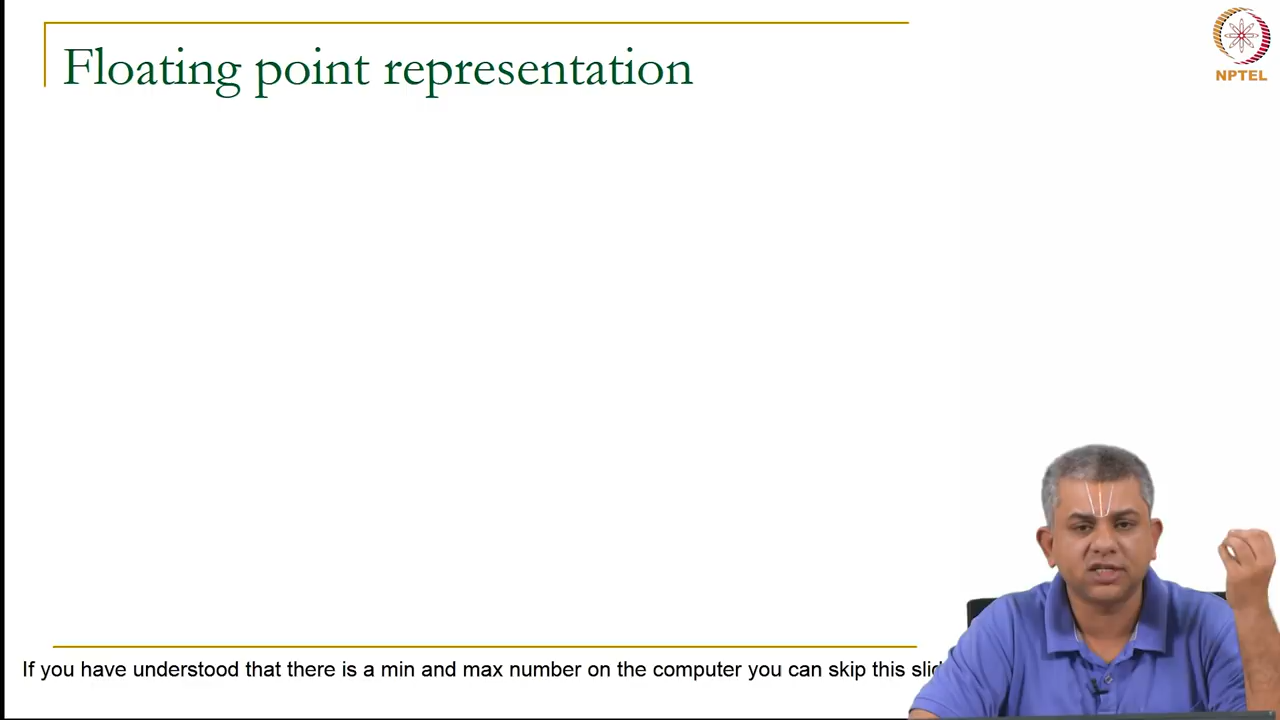 Floating point representation
NPTEL
If you have understood that there is a min and max number on the computer you can skip this